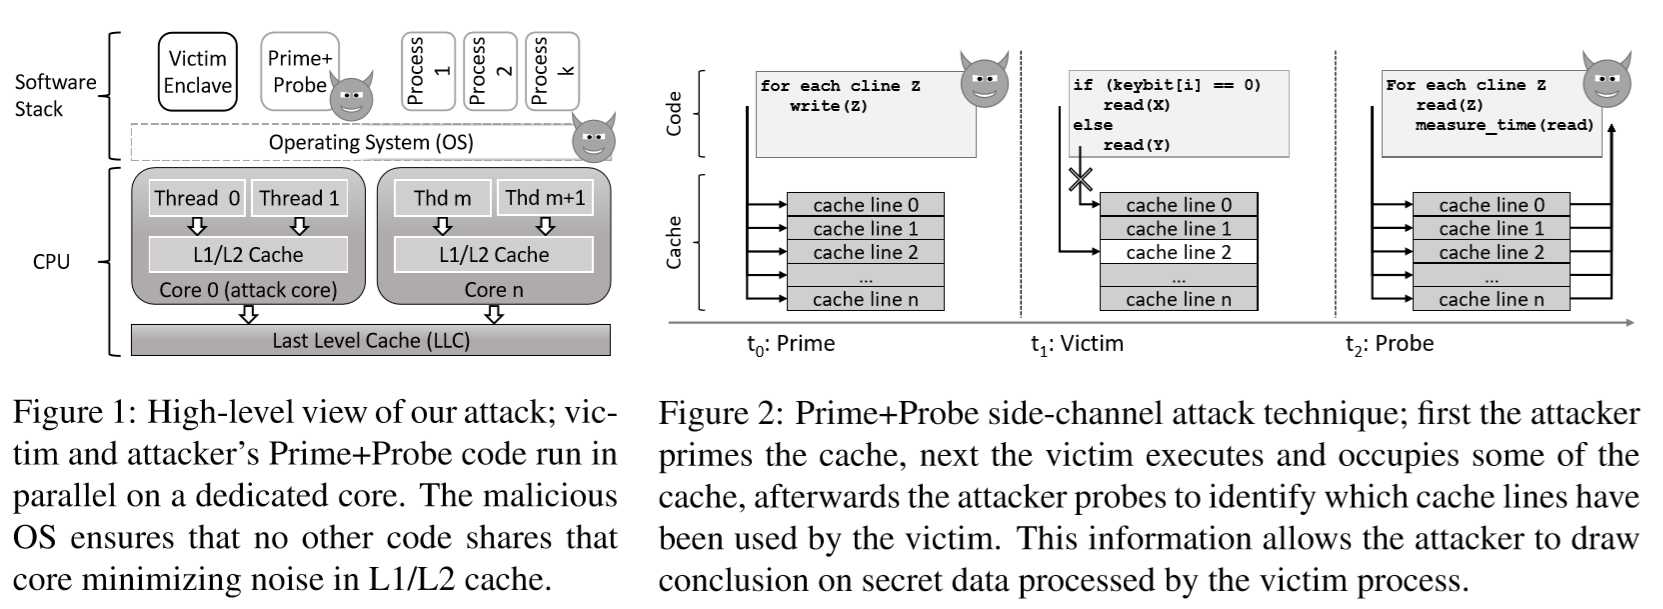 Software
Stack
Victim
Enclave
Prime+
Probe
Process
1
Process
2
Process
k
Operating System (OS)
CPU
Thread 0
Thread 1
L1/L2 Cache
Core 0 (attack core)
Thd m
Thd m+1
L1/L2 Cache
Core n
Last Level Cache (LLC)
Figure 1: High-level view of our attack; vic-
tim and attacker's Prime+Probe code run in
parallel on a dedicated core. The malicious
OS ensures that no other code shares that
core minimizing noise in L1/L2 cache.
Code
Cache
for each cline Z
write(Z)
cache line 0
cache line 1
cache line 2
...
cache line n
t0: Prime
if (keybit[i] == 0)
read(X)
else
read(Y)
cache line 0
cache line 1
cache line 2
...
cache line n
t1: Victim
For each cline Z
read(Z)
measure_time(read)
cache line 0
cache line 1
cache line 2
...
cache line n
t2: Probe
Figure 2: Prime+Probe side-channel attack technique; first the attacker
primes the cache, next the victim executes and occupies some of the
cache, afterwards the attacker probes to identify which cache lines have
been used by the victim. This information allows the attacker to draw
conclusion on secret data processed by the victim process.